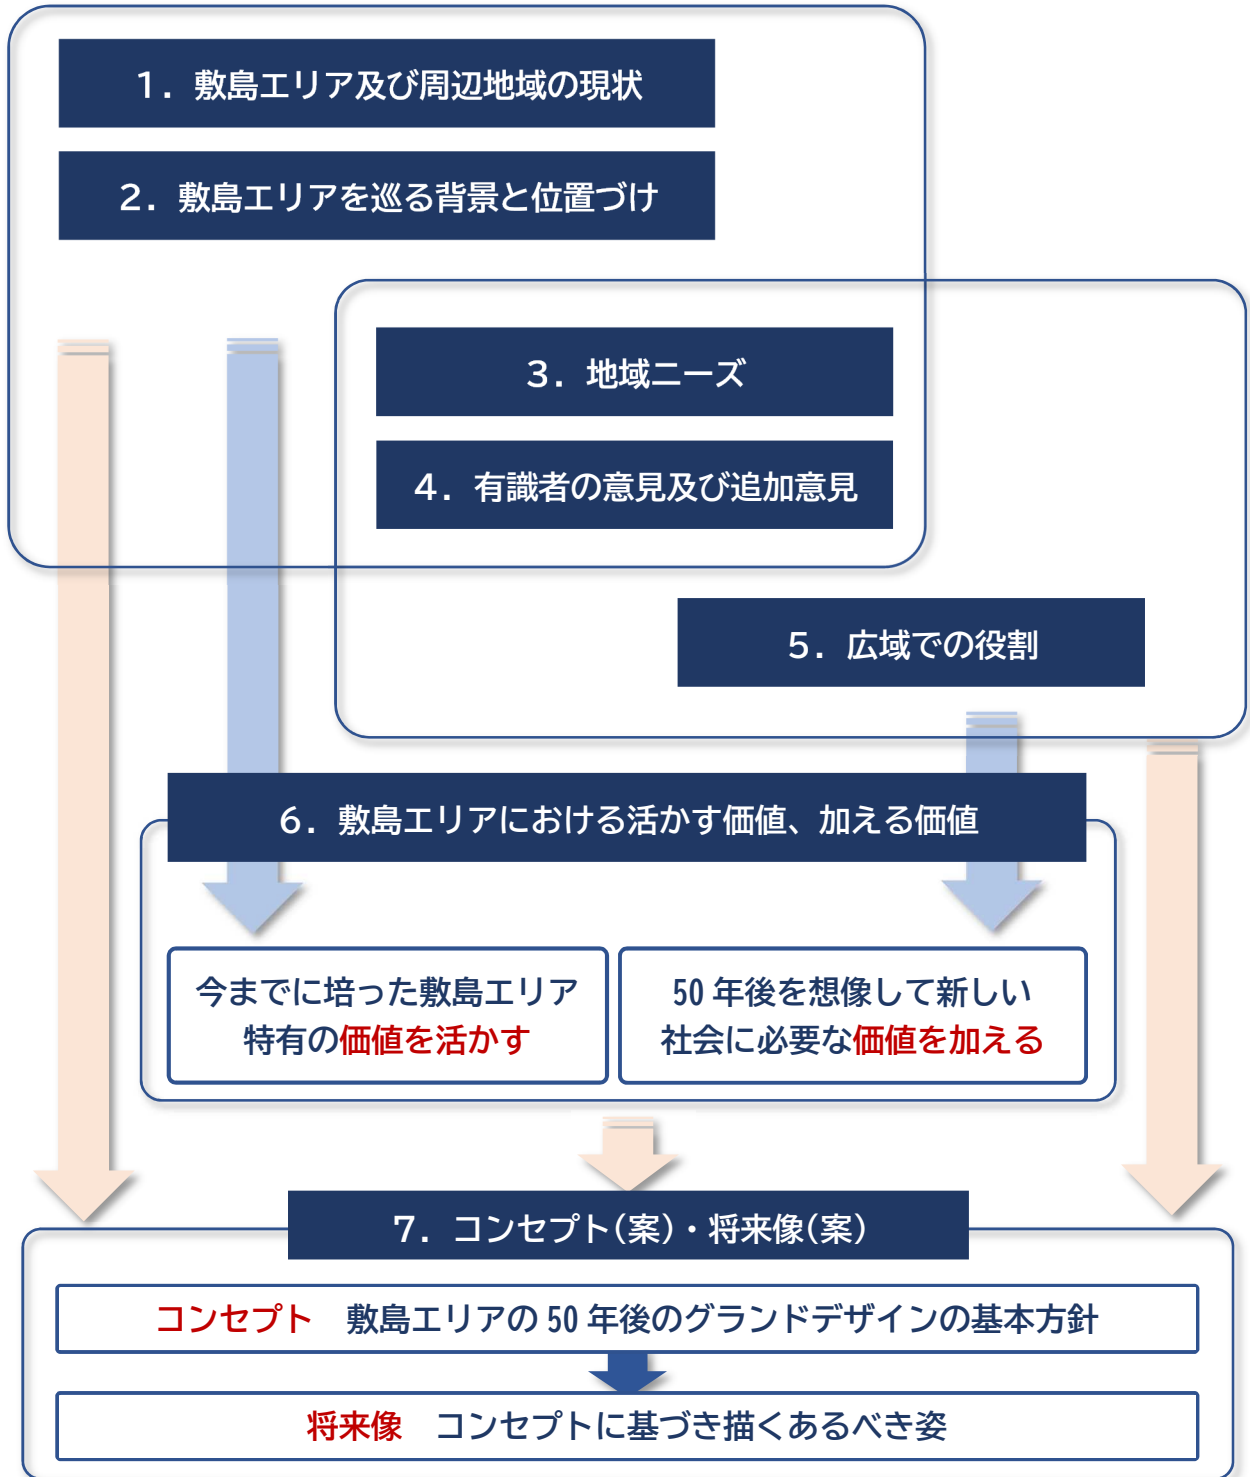 1．敷島エリア及び周辺地域の現状
2．敷島エリアを巡る背景と位置づけ
3．地域ニーズ
4．有識者の意見及び追加意見
5．広域での役割
6．敷島エリアにおける活かす価値、加える価値
今までに培った敷島エリア
特有の価値を活かす
50年後を想像して新しい
社会に必要な価値を加える
7．コンセプト(案)・将来像(案)
コンセプト　敷島エリアの50年後のグランドデザインの基本方針
将来像　コンセプトに基づき描くあるべき姿